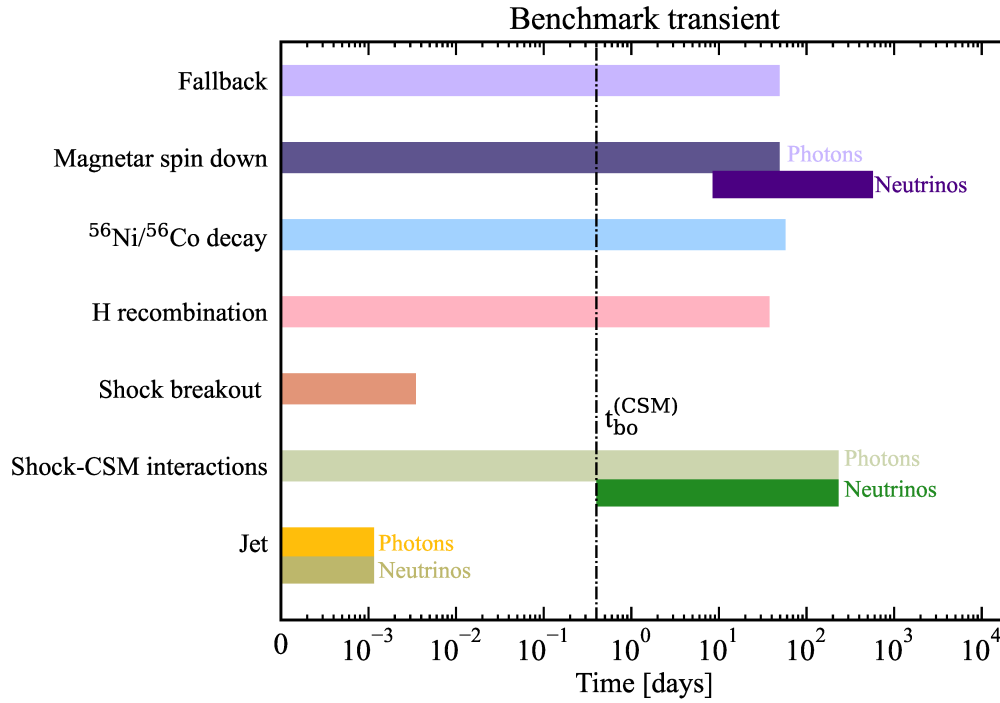 Benchmark transient
Fallback
Magnetar spin down
Photons
Neutrinos
⁵⁶Ni/⁵⁶Co decay
H recombination
Shock breakout
t_bo^(CSM)
Shock-CSM interactions
Photons
Neutrinos
Jet
Photons
Neutrinos
0 10⁻³ 10⁻² 10⁻¹ 10⁰ 10¹ 10² 10³ 10⁴
Time [days]